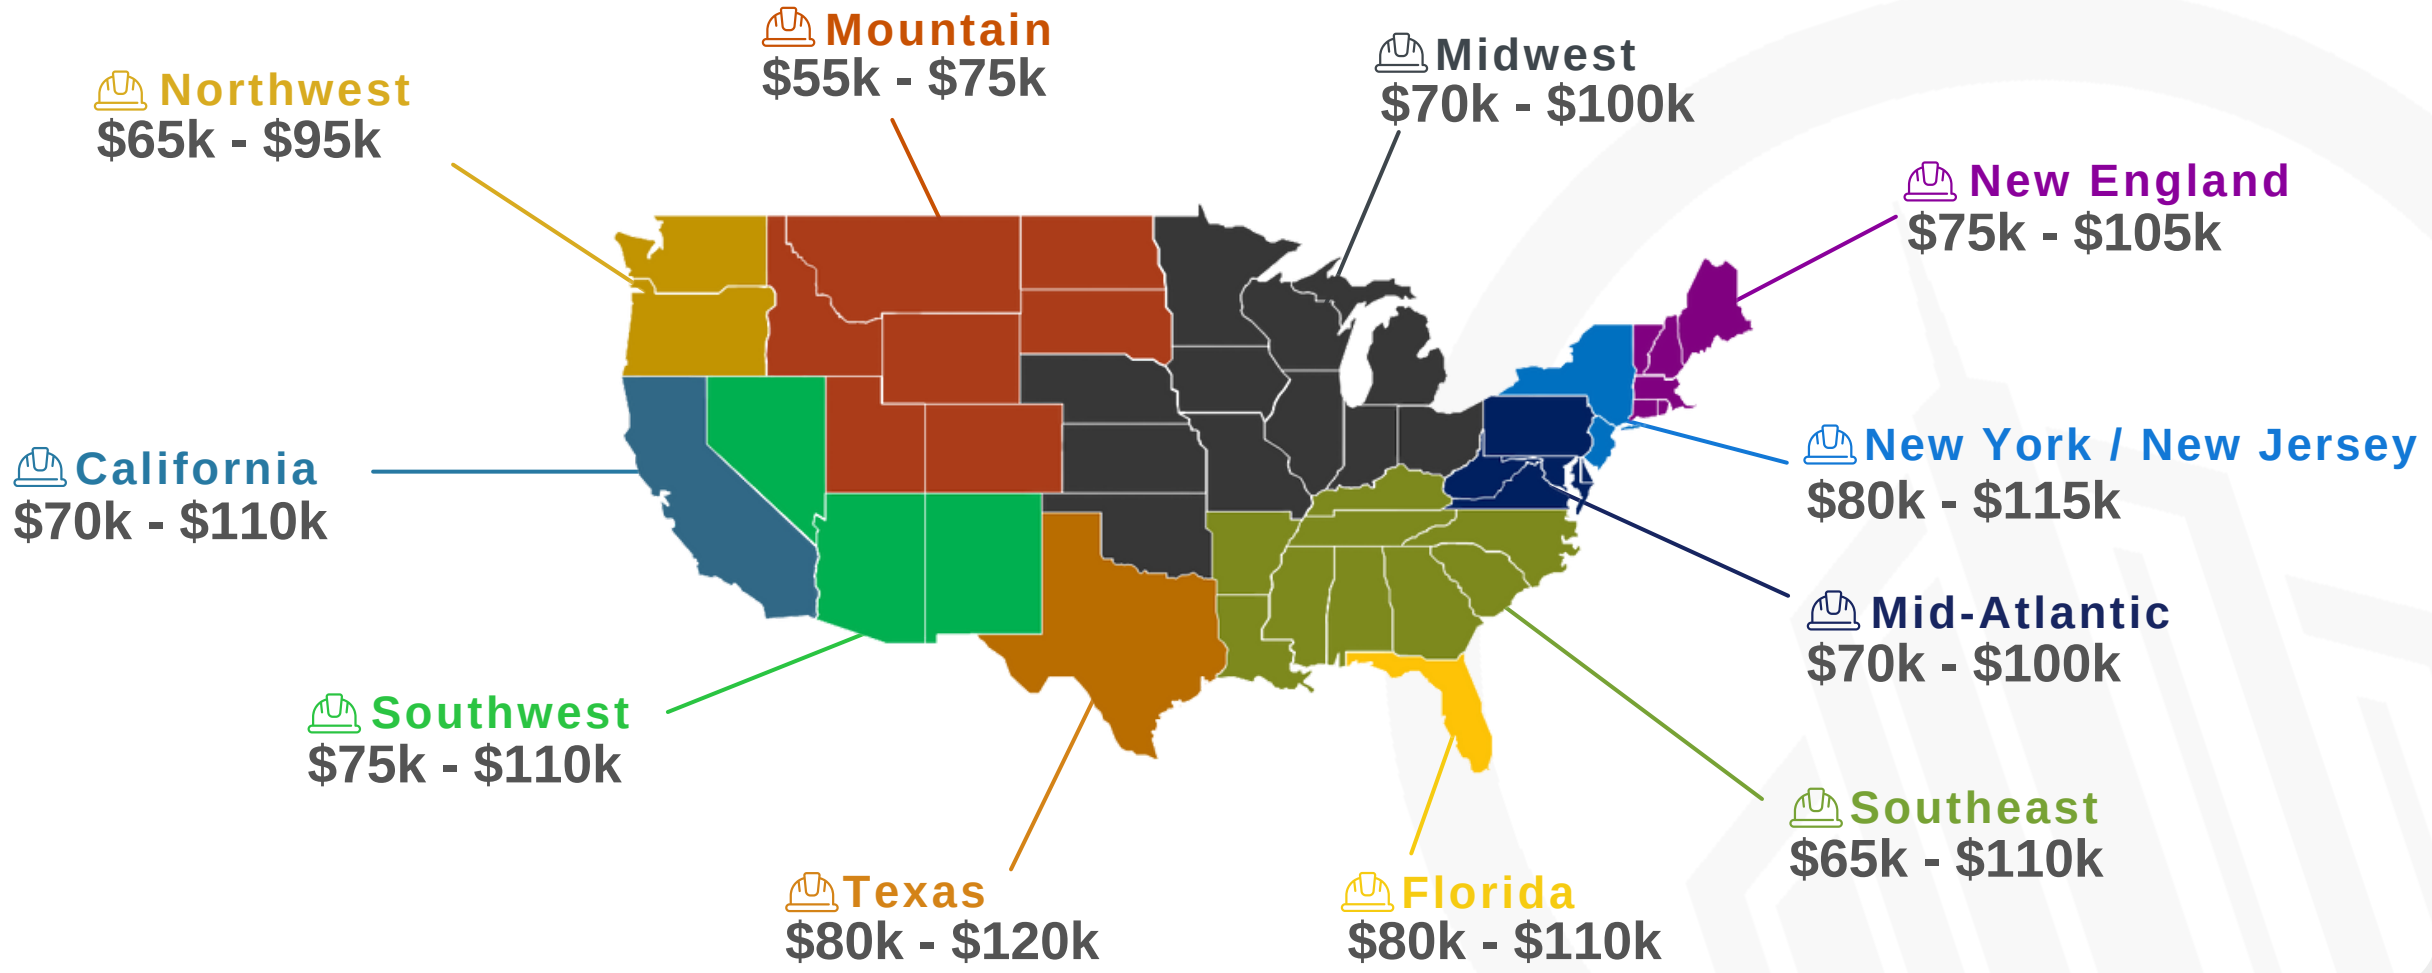 Mountain
$55k - $75k
Midwest
$70k - $100k
Northwest
$65k - $95k
New England
$75k - $105k
California
$70k - $110k
New York / New Jersey
$80k - $115k
Mid-Atlantic
$70k - $100k
Southwest
$75k - $110k
Southeast
$65k - $110k
Texas
$80k - $120k
Florida
$80k - $110k